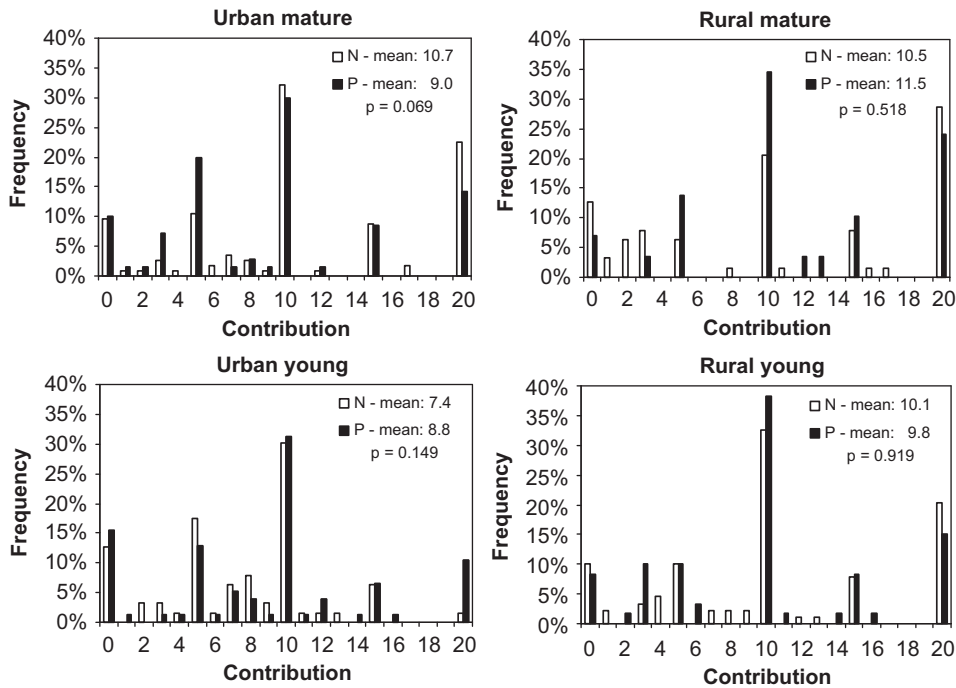 Urban mature
40%
35%
30%
25%
20%
15%
10%
5%
0%
Frequency
N - mean: 10.7
P - mean: 9.0
p = 0.069
0 2 4 6 8 10 12 14 16 18 20
Contribution
Rural mature
40%
35%
30%
25%
20%
15%
10%
5%
0%
Frequency
N - mean: 10.5
P - mean: 11.5
p = 0.518
0 2 4 6 8 10 12 14 16 18 20
Contribution
Urban young
40%
35%
30%
25%
20%
15%
10%
5%
0%
Frequency
N - mean: 7.4
P - mean: 8.8
p = 0.149
0 2 4 6 8 10 12 14 16 18 20
Contribution
Rural young
40%
35%
30%
25%
20%
15%
10%
5%
0%
Frequency
N - mean: 10.1
P - mean: 9.8
p = 0.919
0 2 4 6 8 10 12 14 16 18 20
Contribution